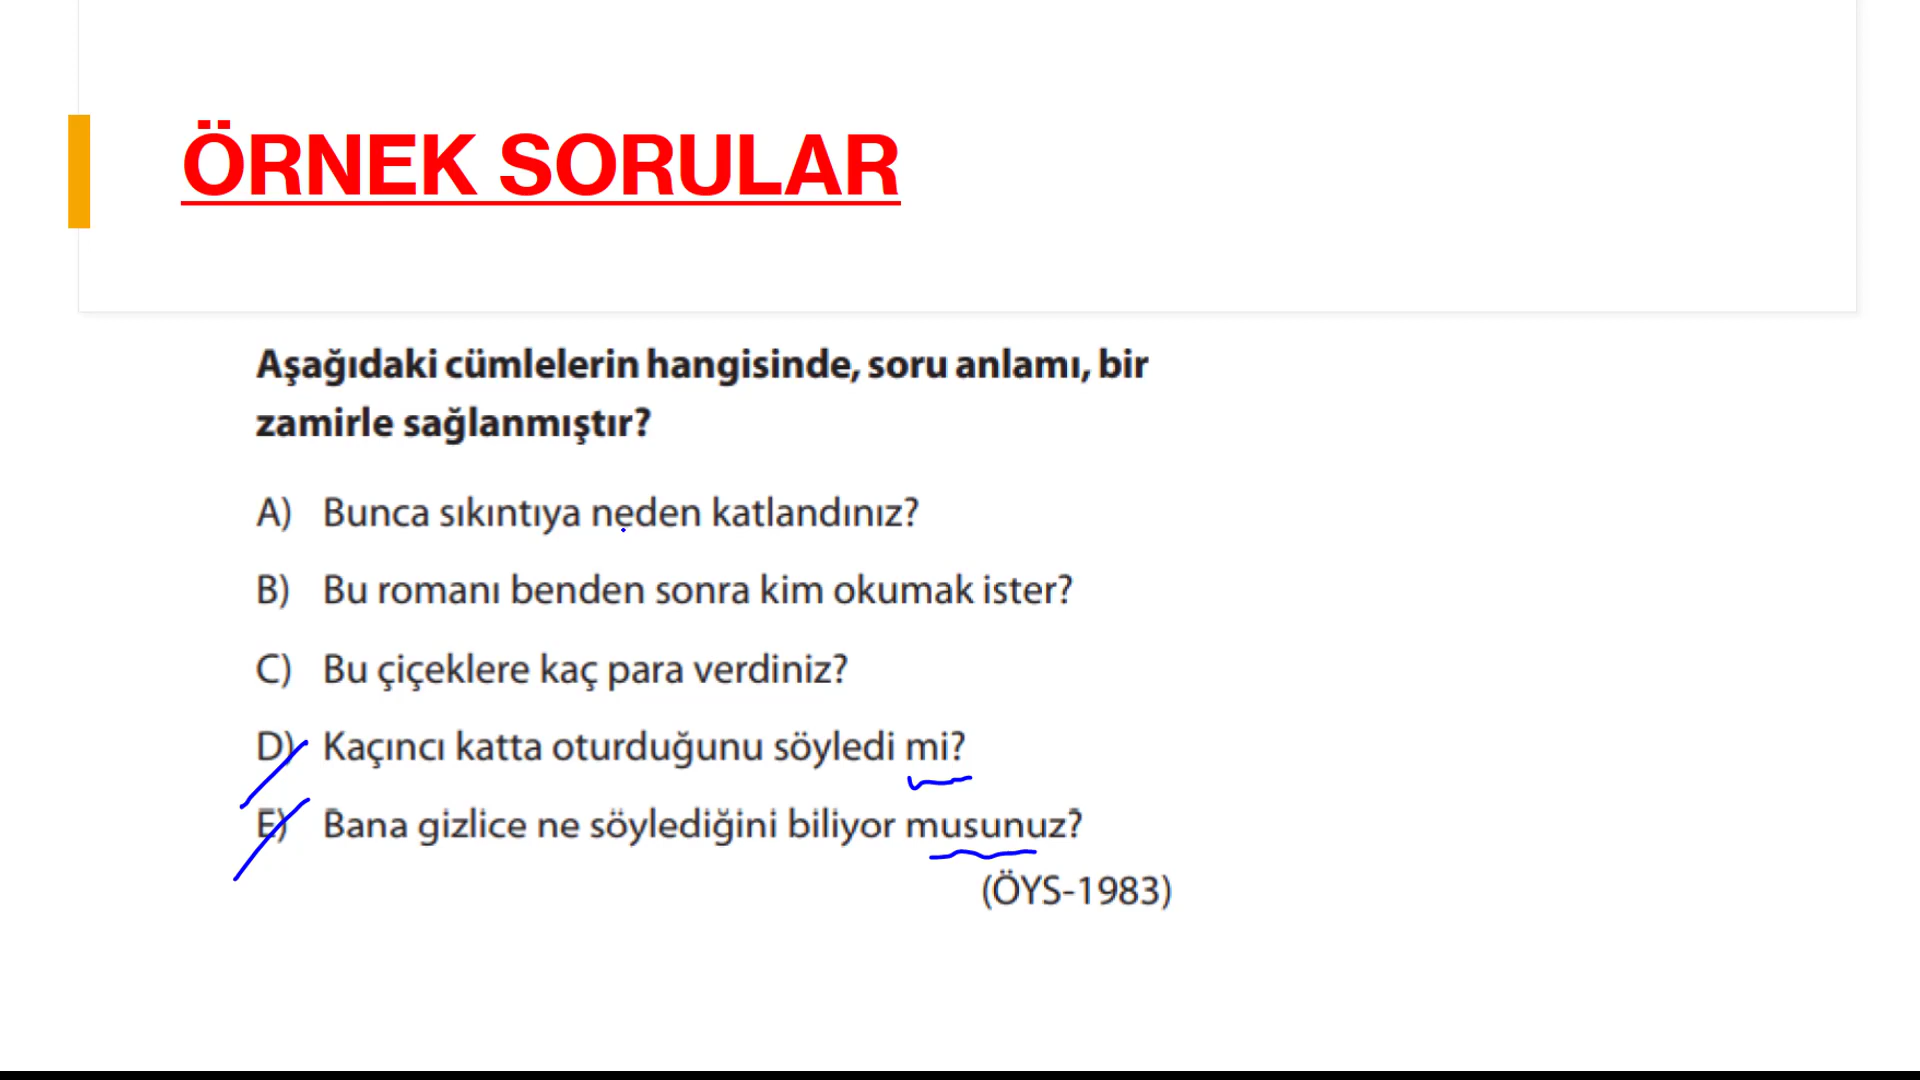 ÖRNEK SORULAR
Aşağıdaki cümlelerin hangisinde, soru anlamı, bir
zamirle sağlanmıştır?
A) Bunca sıkıntıya neden katlandınız?
B) Bu romanı benden sonra kim okumak ister?
C) Bu çiçeklere kaç para verdiniz?
D) Kaçıncı katta oturduğunu söyledi mi?
E) Bana gizlice ne söylediğini biliyor musunuz?
(ÖYS-1983)